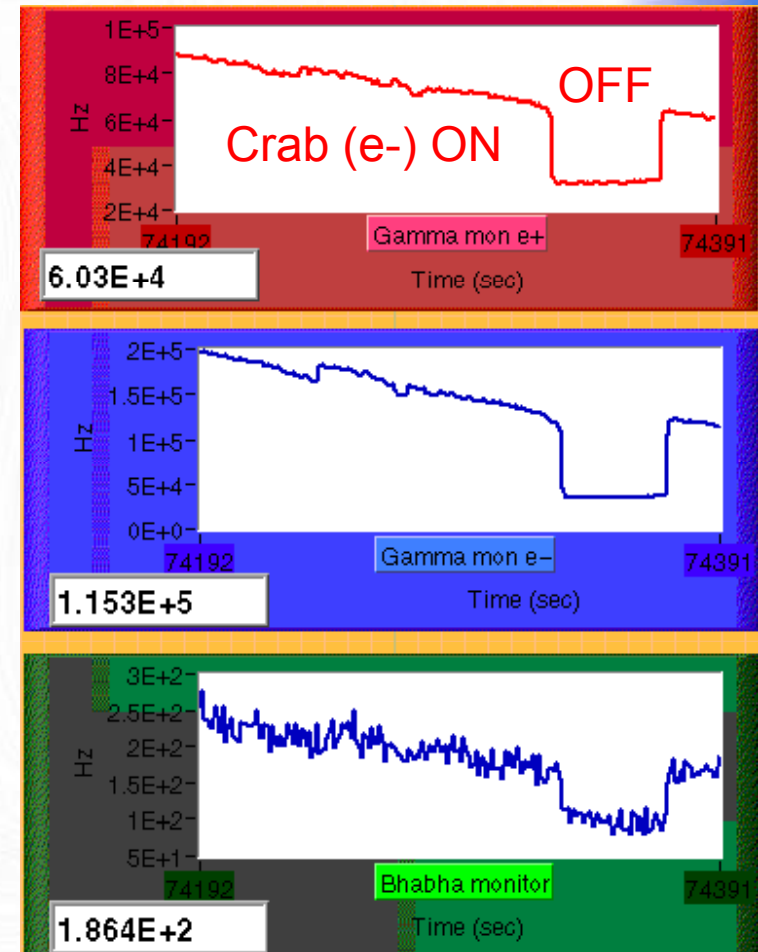 1E+5
8E+4
6E+4
4E+4
2E+4
Hz
OFF
Crab (e-) ON
74192
Gamma mon e+
74391
6.03E+4
Time (sec)
2E+5
1.5E+5
1E+5
5E+4
0E+0
Hz
74192
Gamma mon e-
74391
1.153E+5
Time (sec)
3E+2
2.5E+2
2E+2
1.5E+2
1E+2
5E+1
Hz
74192
Bhabha monitor
74391
1.864E+2
Time (sec)